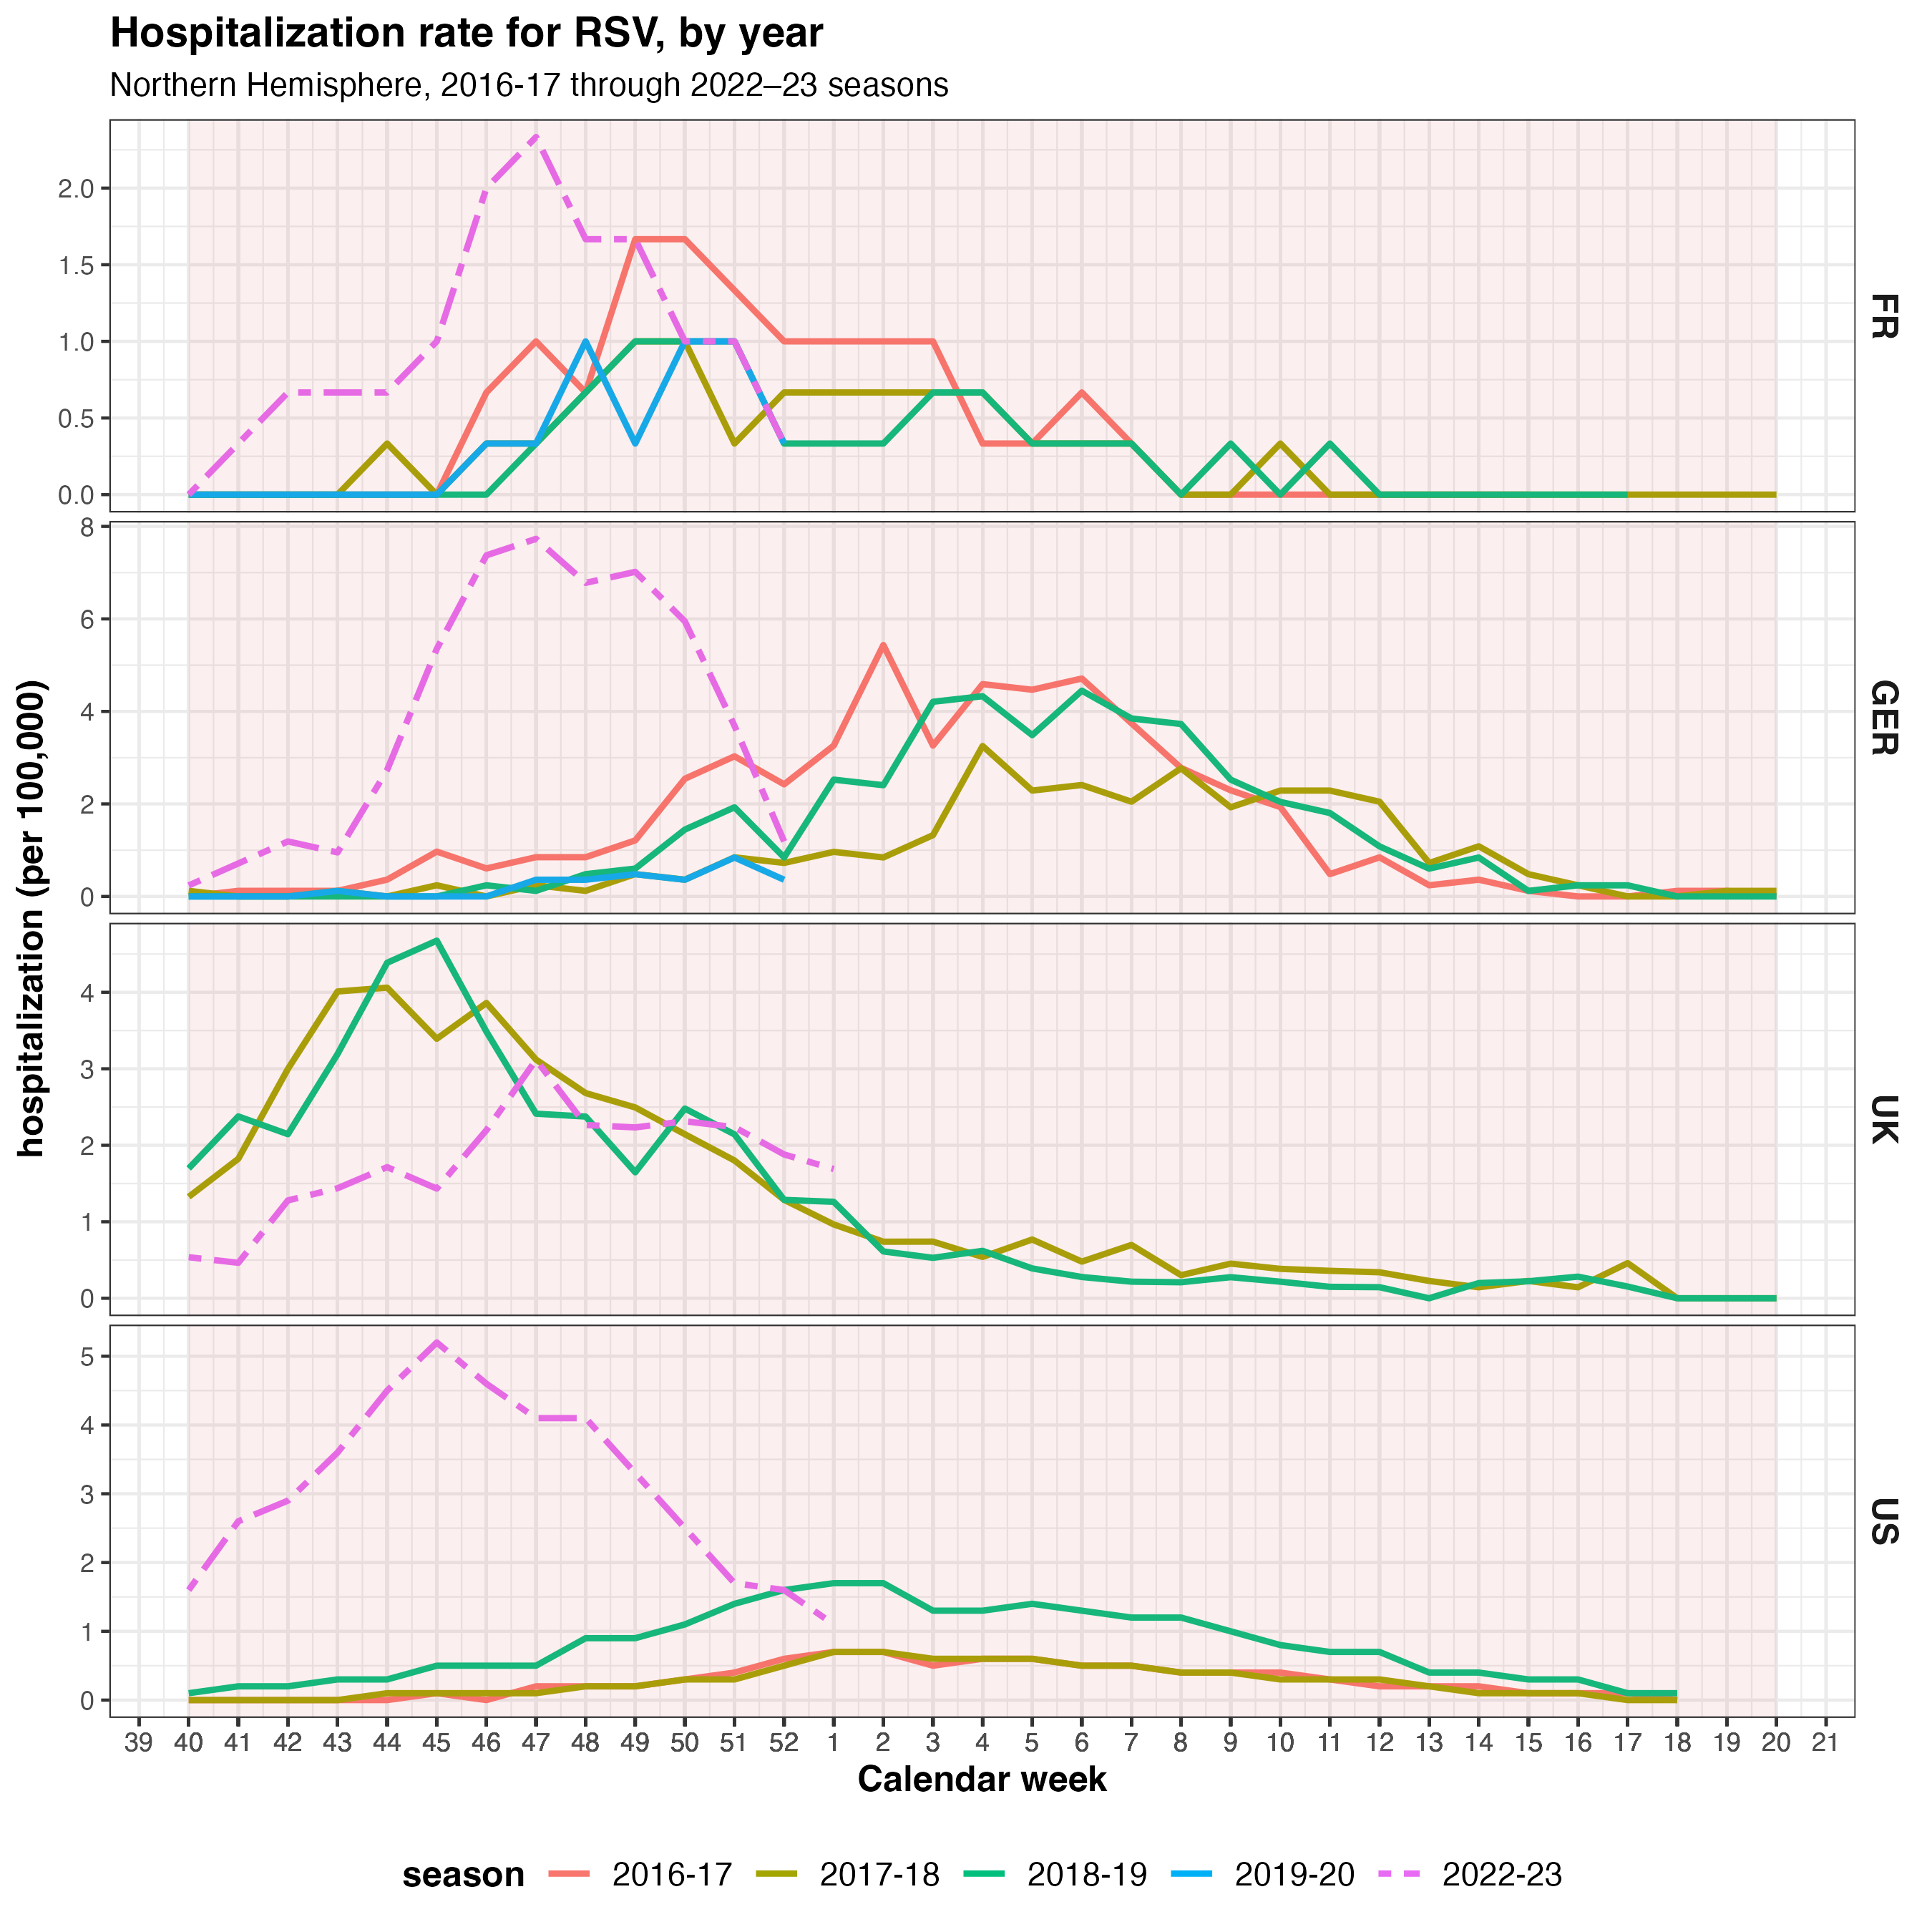 Hospitalization rate for RSV, by year
Northern Hemisphere, 2016-17 through 2022–23 seasons
hospitalization (per 100,000)
2.0
1.5
1.0
0.5
0.0
FR
8
6
4
2
0
GER
4
3
2
1
0
UK
5
4
3
2
1
0
US
39 40 41 42 43 44 45 46 47 48 49 50 51 52 1 2 3 4 5 6 7 8 9 10 11 12 13 14 15 16 17 18 19 20 21
Calendar week
season 2016-17 2017-18 2018-19 2019-20 2022-23